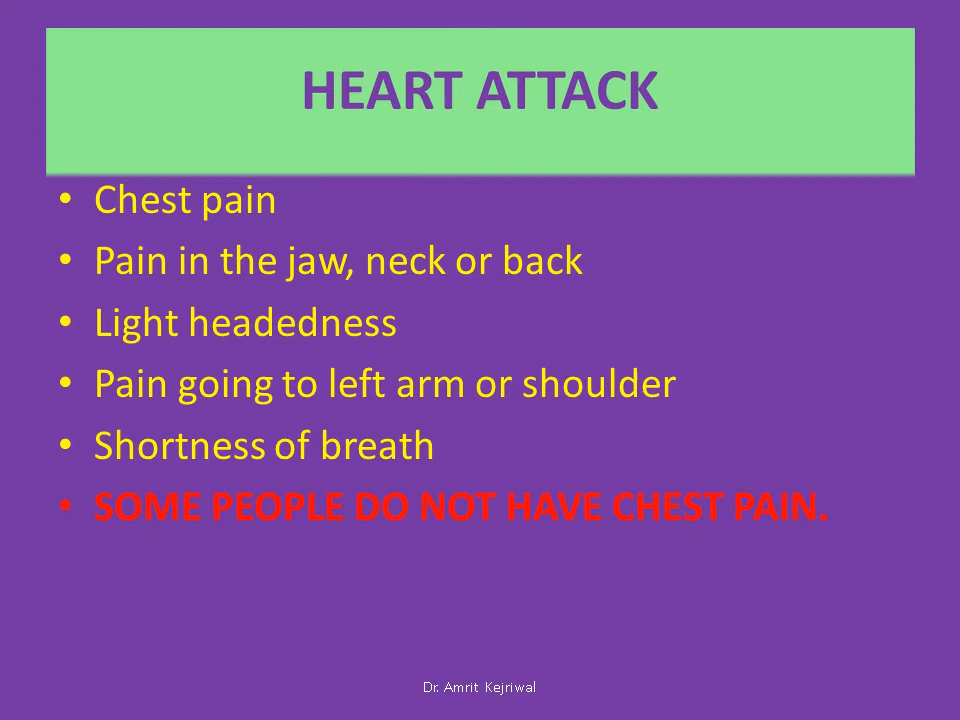 HEART ATTACK
• Chest pain
• Pain in the jaw, neck or back
• Light headedness
• Pain going to left arm or shoulder
• Shortness of breath
• SOME PEOPLE DO NOT HAVE CHEST PAIN.
Dr. Amrit Kejriwal